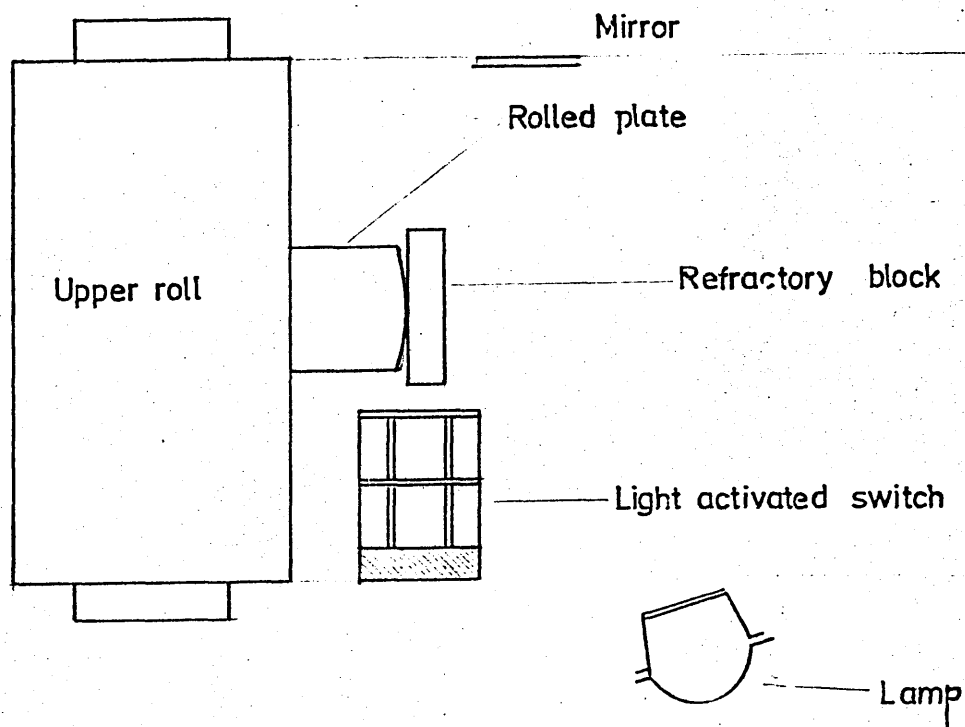 Mirror
Rolled plate
Upper roll
Refractory block
Light activated switch
Lamp